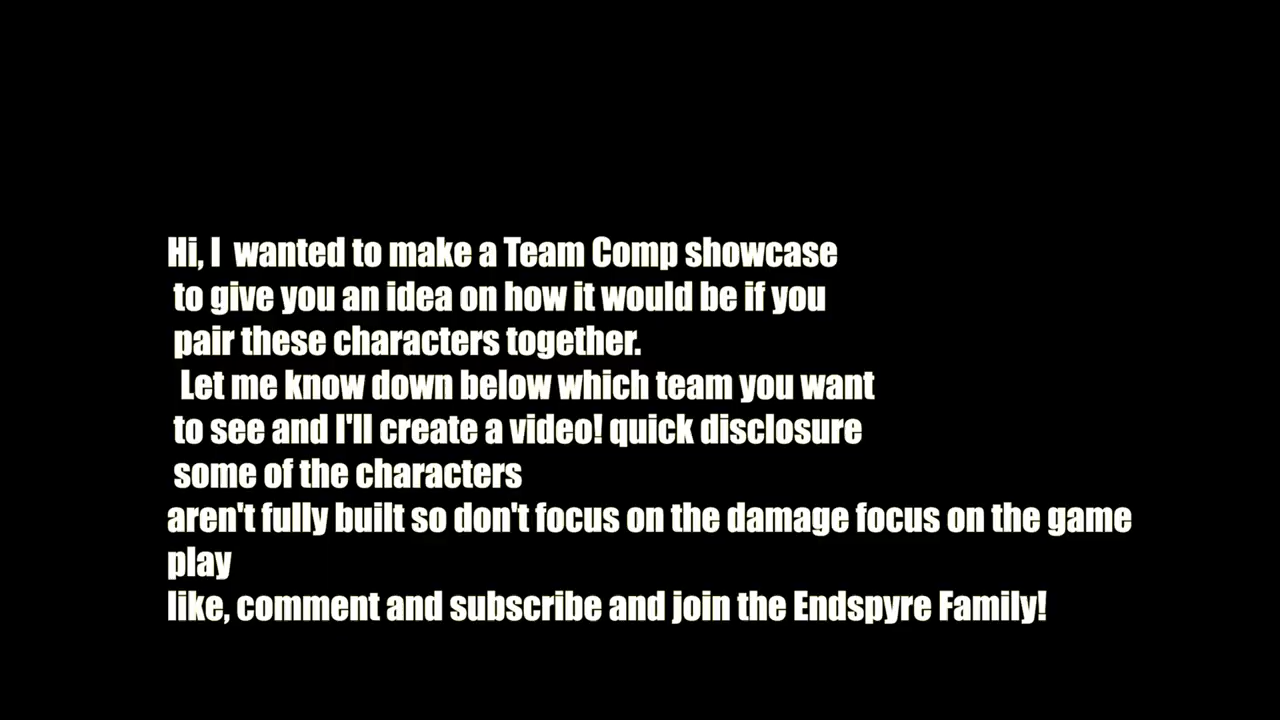 Hi, I  wanted to make a Team Comp showcase
to give you an idea on how it would be if you
pair these characters together.
Let me know down below which team you want
to see and I'll create a video! quick disclosure
some of the characters
aren't fully built so don't focus on the damage focus on the game
play
like, comment and subscribe and join the Endspyre Family!